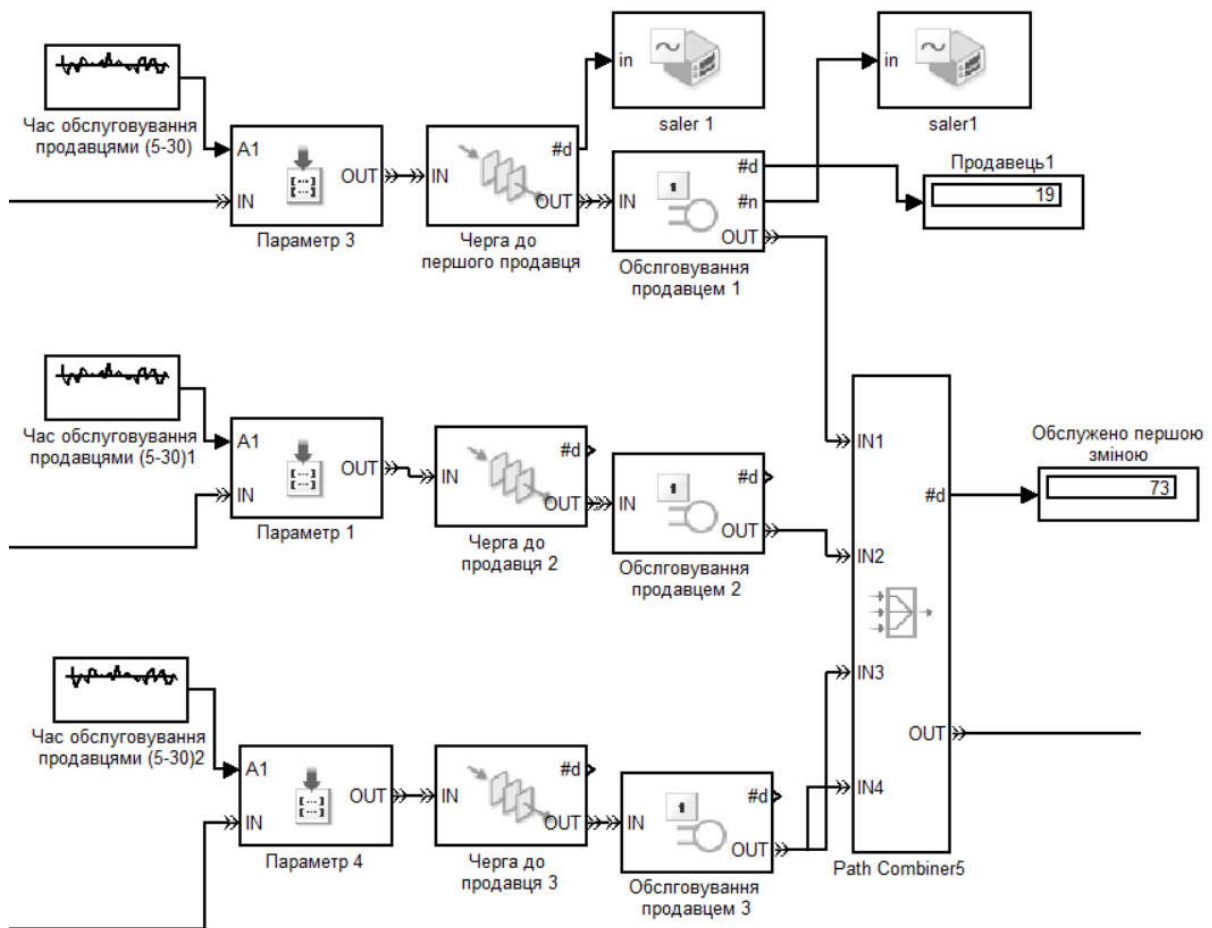 in
saler 1
in
saler1
Час обслуговування
продавцями (5-30)
A1
IN
OUT
Параметр 3
IN
#d
OUT
Черга до
першого продавця
IN
#d
#n
OUT
Обслговування
продавцем 1
Продавець1
19
Час обслуговування
продавцями (5-30)1
A1
IN
OUT
Параметр 1
IN
#d
OUT
Черга до
продавця 2
IN
#d
OUT
Обслговування
продавцем 2
Час обслуговування
продавцями (5-30)2
A1
IN
OUT
Параметр 4
IN
#d
OUT
Черга до
продавця 3
IN
#d
OUT
Обслговування
продавцем 3
IN1
IN2
IN3
IN4
#d
OUT
Path Combiner5
Обслужено першою
зміною
73